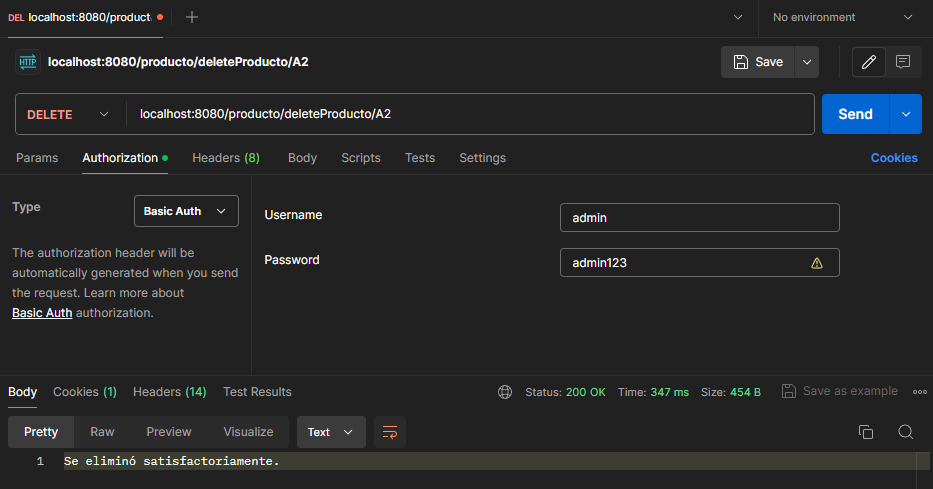 DEL localhost:8080/product
No environment
HTTP localhost:8080/producto/deleteProducto/A2
Save
DELETE localhost:8080/producto/deleteProducto/A2 Send
Params Authorization Headers (8) Body Scripts Tests Settings Cookies
Type Basic Auth
The authorization header will be
automatically generated when you send
the request. Learn more about
Basic Auth authorization.
Username admin
Password admin123
Body Cookies (1) Headers (14) Test Results Status: 200 OK Time: 347 ms Size: 454 B Save as example
Pretty Raw Preview Visualize Text
1 Se eliminó satisfactoriamente.